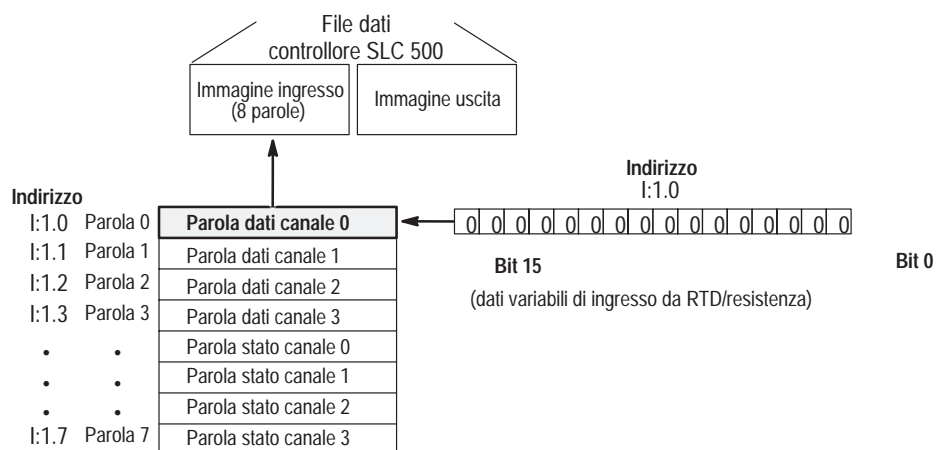 File dati
controllore SLC 500
Immagine ingresso
(8 parole)
Immagine uscita
Indirizzo
I:1.0
Indirizzo
I:1.0 Parola 0 Parola dati canale 0
0 0 0 0 0 0 0 0 0 0 0 0 0 0 0 0
I:1.1 Parola 1 Parola dati canale 1
Bit 15 Bit 0
I:1.2 Parola 2 Parola dati canale 2
(dati variabili di ingresso da RTD/resistenza)
I:1.3 Parola 3 Parola dati canale 3
Parola stato canale 0
Parola stato canale 1
Parola stato canale 2
I:1.7 Parola 7 Parola stato canale 3